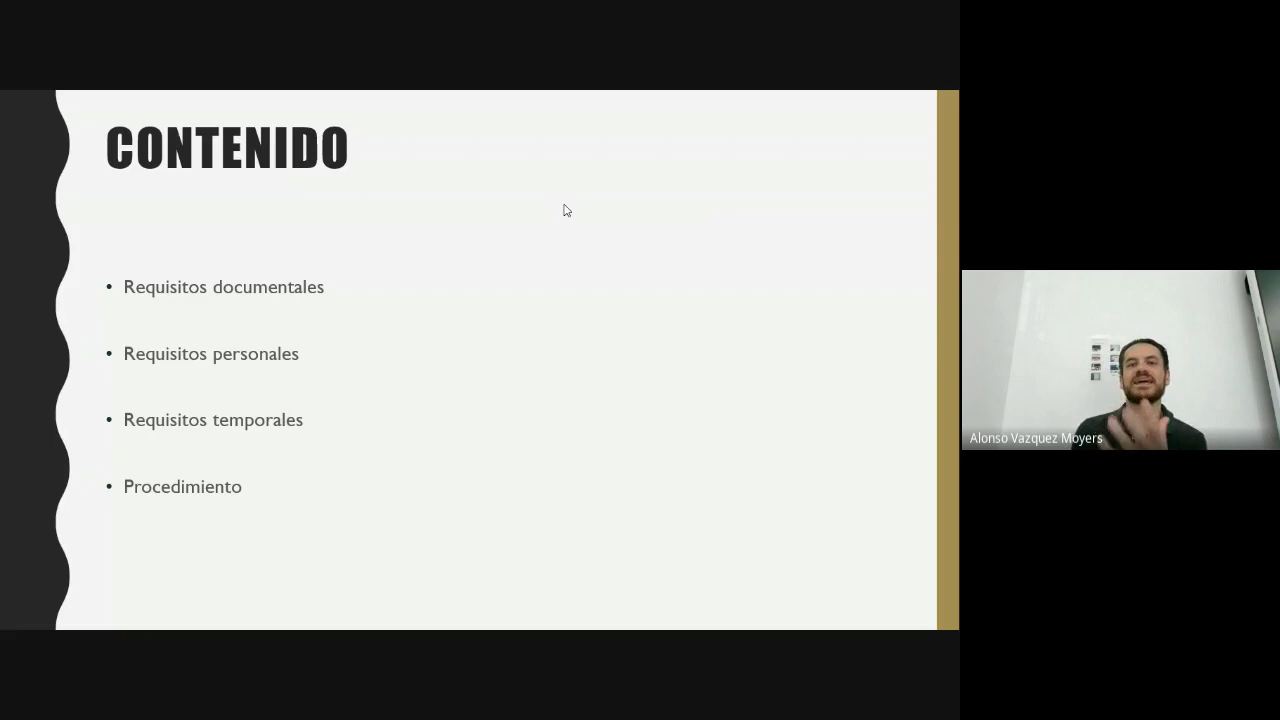 CONTENIDO
• Requisitos documentales
• Requisitos personales
• Requisitos temporales
• Procedimiento
Alonso Vazquez Moyers